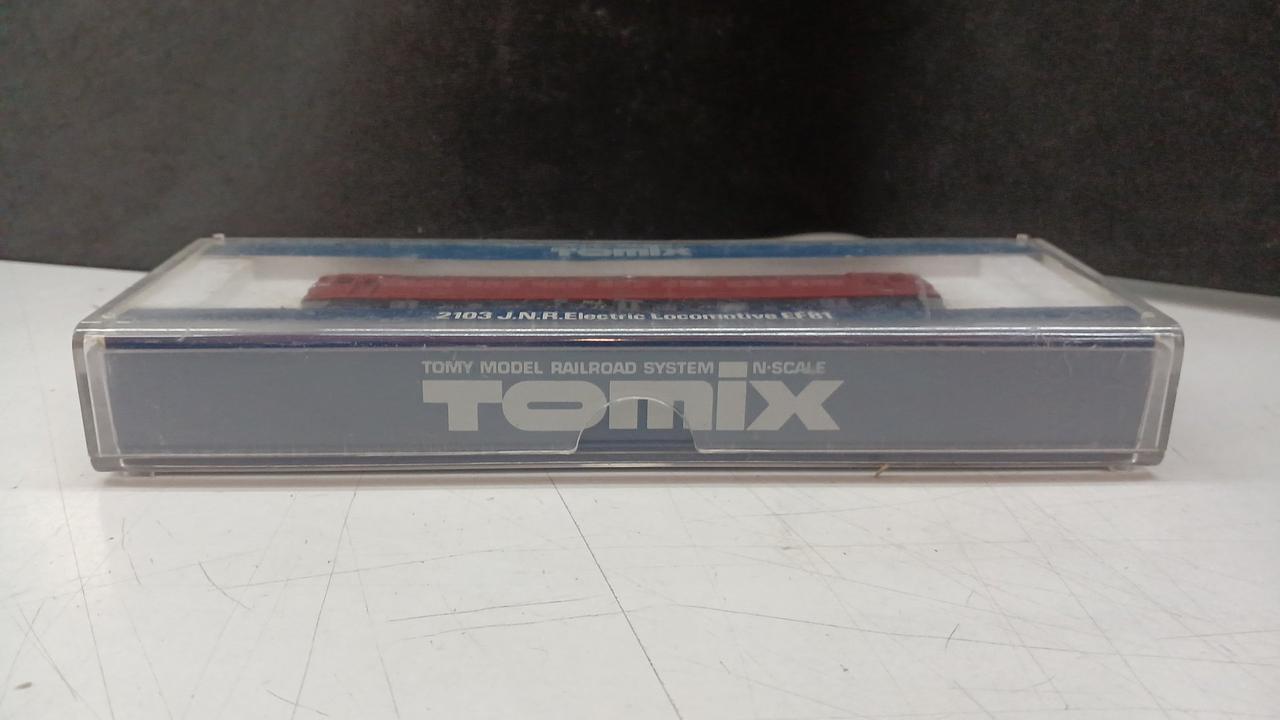 TOMIX
2103 J.N.R. Electric Locomotive EF81
TOMY MODEL RAILROAD SYSTEM N·SCALE
TOMIX